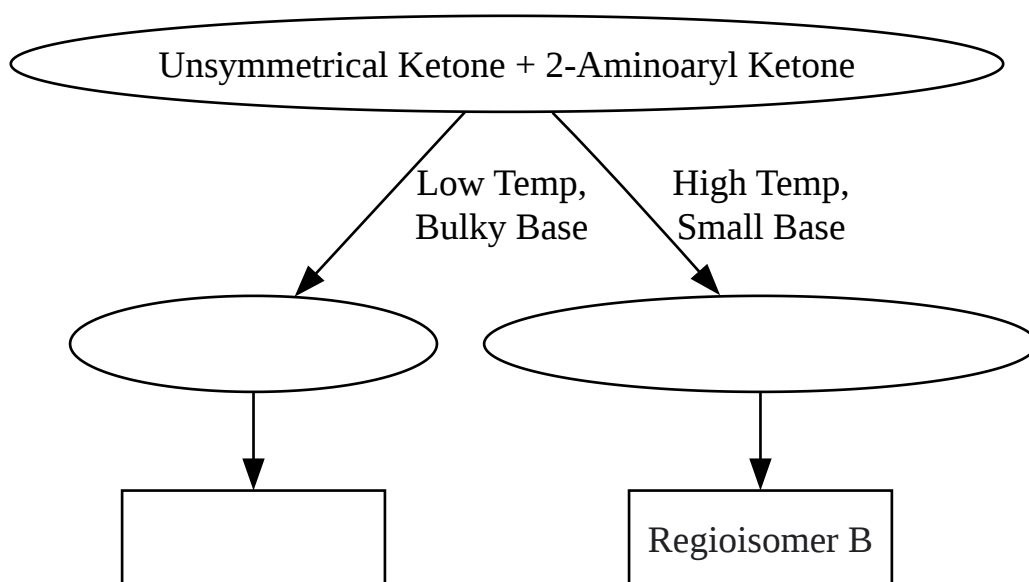 Unsymmetrical Ketone + 2-Aminoaryl Ketone
Low Temp,
Bulky Base
High Temp,
Small Base
Regioisomer B